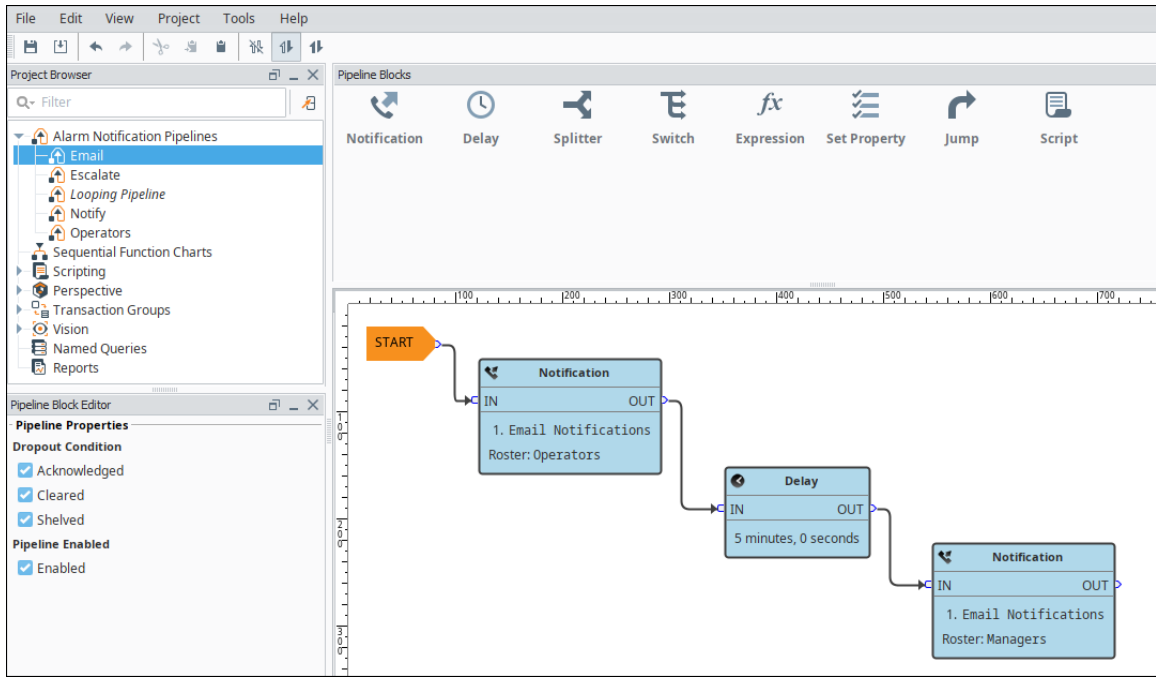 File Edit View Project Tools Help
Project Browser
Filter
Alarm Notification Pipelines
Email
Escalate
Looping Pipeline
Notify
Operators
Sequential Function Charts
Scripting
Perspective
Transaction Groups
Vision
Named Queries
Reports
Pipeline Block Editor
Pipeline Properties
Dropout Condition
Acknowledged
Cleared
Shelved
Pipeline Enabled
Enabled
Pipeline Blocks
Notification Delay Splitter Switch fx Expression Set Property Jump Script
100 200 300 400 500 600 700
100
200
300
START
Notification
IN OUT
1. Email Notifications
Roster: Operators
Delay
IN OUT
5 minutes, 0 seconds
Notification
IN OUT
1. Email Notifications
Roster: Managers